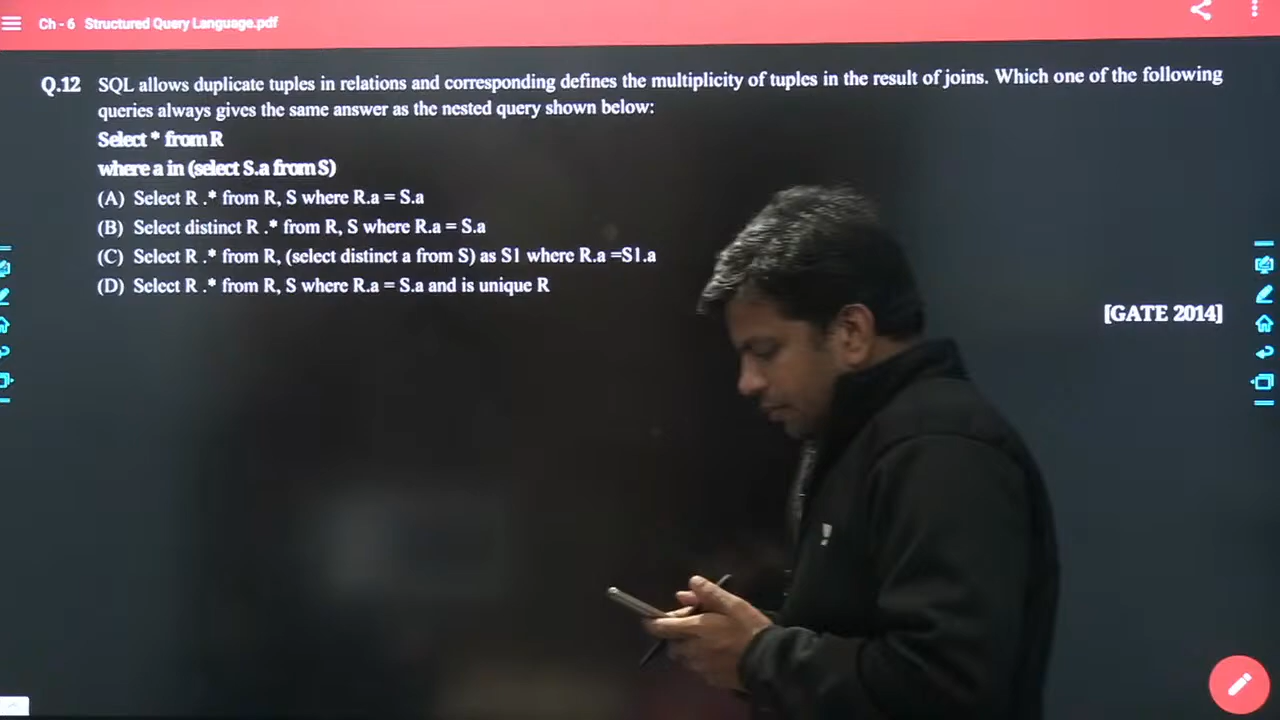 Ch - 6 Structured Query Language.pdf
Q.12 SQL allows duplicate tuples in relations and corresponding defines the multiplicity of tuples in the result of joins. Which one of the following
queries always gives the same answer as the nested query shown below:
Select * from R
where a in (select S.a from S)
(A) Select R .* from R, S where R.a = S.a
(B) Select distinct R .* from R, S where R.a = S.a
(C) Select R .* from R, (select distinct a from S) as S1 where R.a =S1.a
(D) Select R .* from R, S where R.a = S.a and is unique R
[GATE 2014]